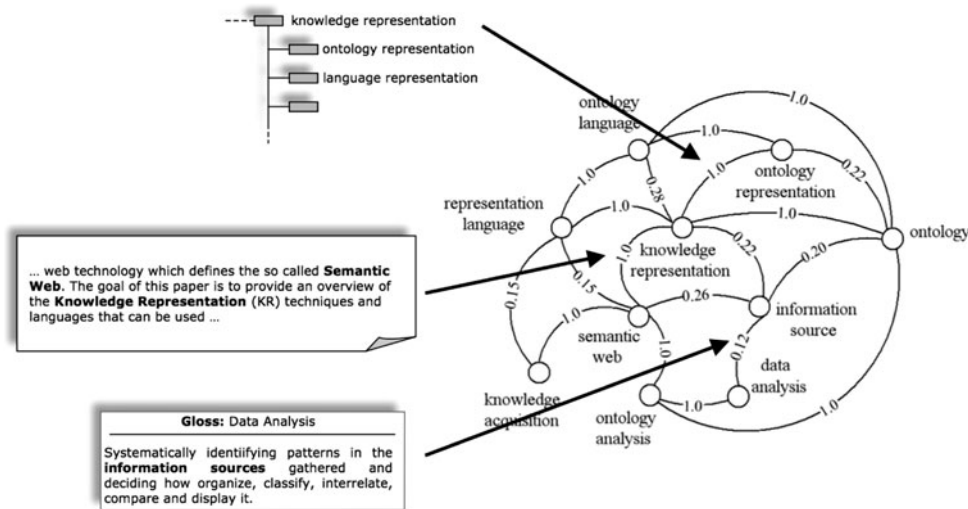 knowledge representation
ontology representation
language representation
... web technology which defines the so called Semantic
Web. The goal of this paper is to provide an overview of
the Knowledge Representation (KR) techniques and
languages that can be used ...
Gloss: Data Analysis
Systematically identiifying patterns in the
information sources gathered and
deciding how organize, classify, interrelate,
compare and display it.
1.0
ontology
language
1.0
ontology
representation
1.0
0.28
1.0
0.22
representation
language
1.0
1.0
ontology
knowledge
representation
0.22
0.20
1.0
0.15
0.15
0.26
information
source
1.0
semantic
web
0.12
data
analysis
1.0
knowledge
acquisition
ontology
analysis
1.0
1.0